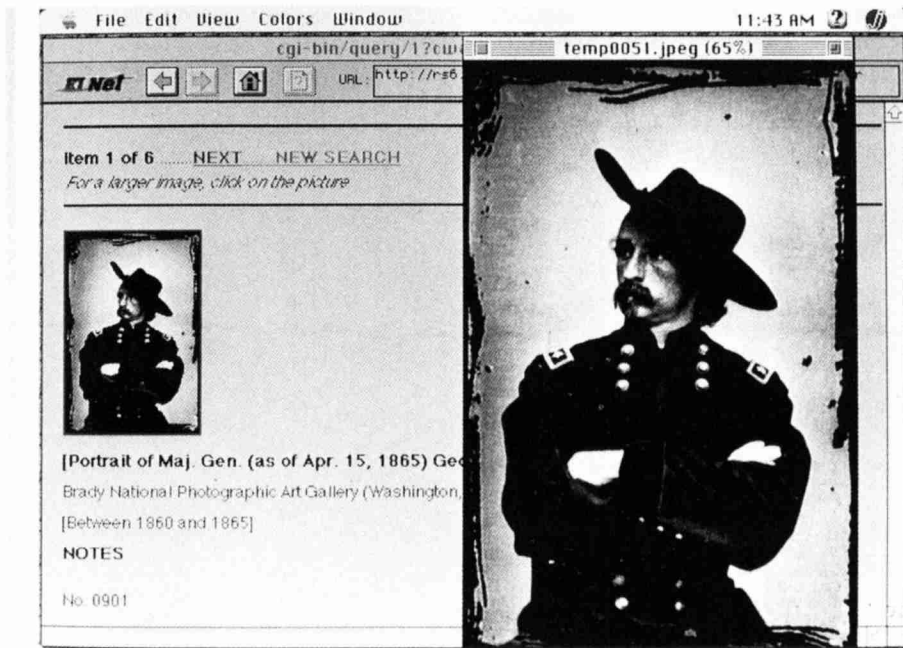 File Edit View Colors Window 11:43 AM
cgi-bin/query/1?cwa
temp0051.jpeg (65%)
EINet URL: http://rs6.
Item 1 of 6 ...... NEXT ...... NEW SEARCH
For a larger image, click on the picture
[Portrait of Maj. Gen. (as of Apr. 15, 1865) Geo
Brady National Photographic Art Gallery (Washington,
[Between 1860 and 1865]
NOTES
No. 0901